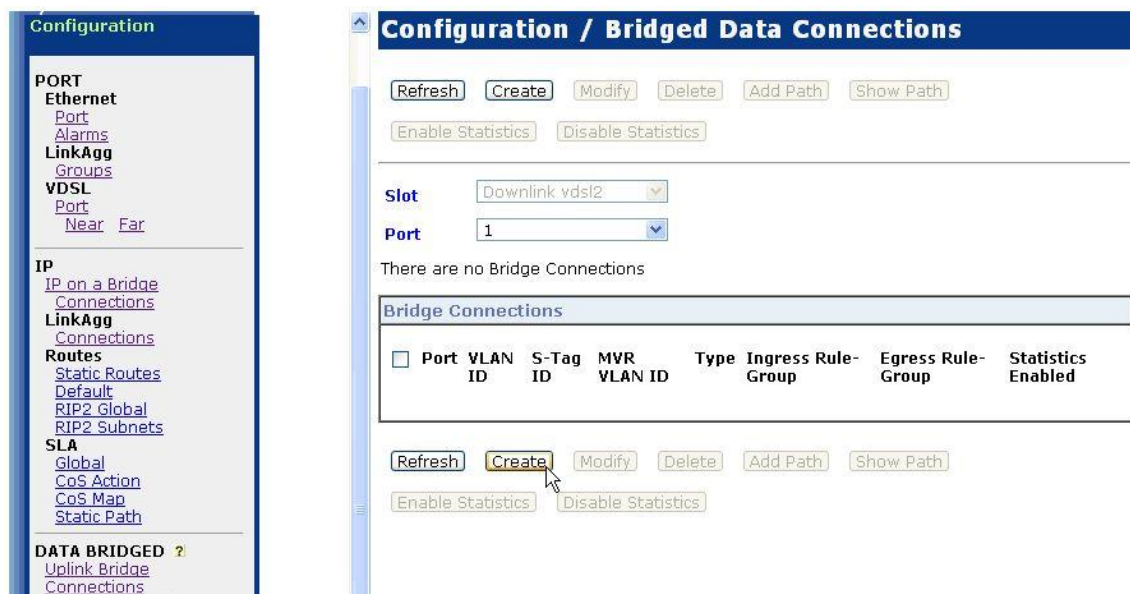 Configuration
PORT
Ethernet
Port
Alarms
LinkAgg
Groups
VDSL
Port
Near Far
IP
IP on a Bridge
Connections
LinkAgg
Connections
Routes
Static Routes
Default
RIP2 Global
RIP2 Subnets
SLA
Global
CoS Action
CoS Map
Static Path
DATA BRIDGED ?
Uplink Bridge
Connections
Configuration / Bridged Data Connections
Refresh Create Modify Delete Add Path Show Path
Enable Statistics Disable Statistics
Slot Downlink vdsl2
Port 1
There are no Bridge Connections
Bridge Connections
Port VLAN S-Tag MVR Type Ingress Rule- Egress Rule- Statistics
ID ID VLAN ID Group Group Enabled
Refresh Create Modify Delete Add Path Show Path
Enable Statistics Disable Statistics